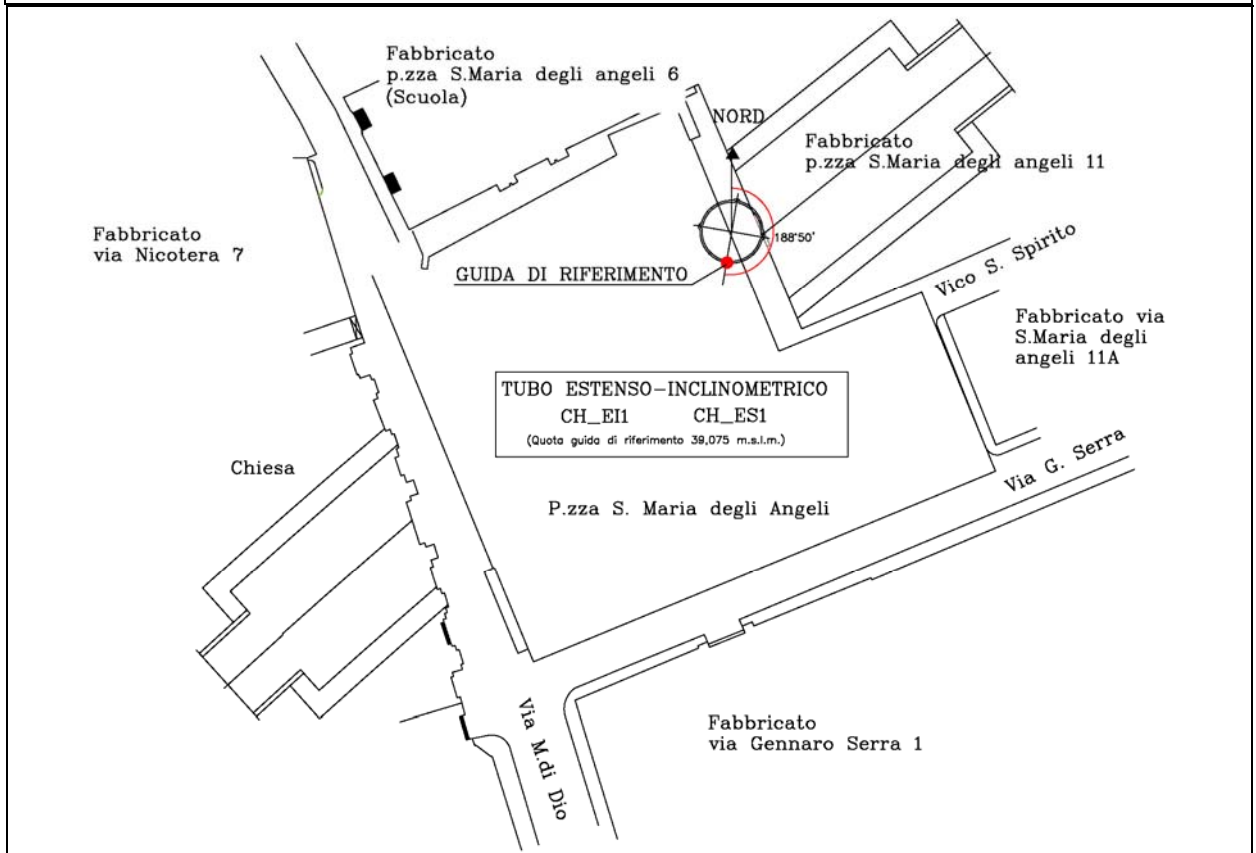 Fabbricato
p.zza S.Maria degli angeli 6
(Scuola)
NORD
Fabbricato
p.zza S.Maria degli angeli 11
Fabbricato
via Nicotera 7
188°50'
GUIDA DI RIFERIMENTO
Vico S. Spirito
Fabbricato via
S.Maria degli
angeli 11A
TUBO ESTENSO-INCLINOMETRICO
CH_EI1 CH_ES1
(Quota guida di riferimento 39,075 m.s.l.m.)
Chiesa
Via G. Serra
P.zza S. Maria degli Angeli
Via M.di Dio
Fabbricato
via Gennaro Serra 1